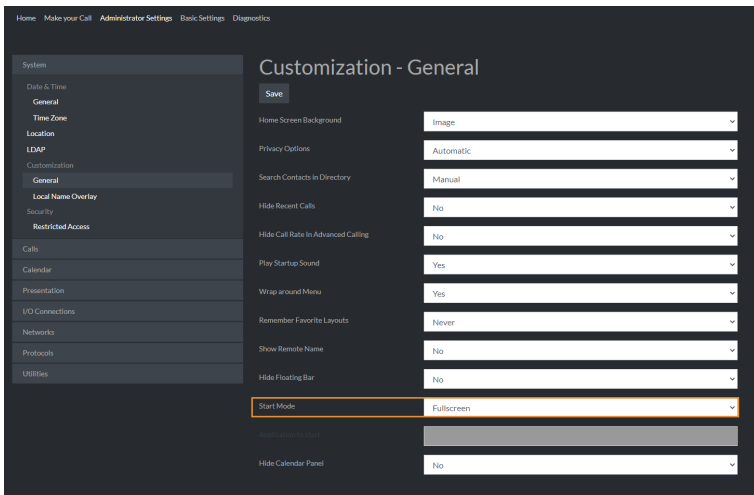 Home Make your Call Administrator Settings Basic Settings Diagnostics
System
Date & Time
General
Time Zone
Location
LDAP
Customization
General
Local Name Overlay
Security
Restricted Access
Calls
Calendar
Presentation
I/O Connections
Networks
Protocols
Utilities
Customization - General
Save
Home Screen Background Image
Privacy Options Automatic
Search Contacts in Directory Manual
Hide Recent Calls No
Hide Call Rate In Advanced Calling No
Play Startup Sound Yes
Wrap around Menu Yes
Remember Favorite Layouts Never
Show Remote Name No
Hide Floating Bar No
Start Mode Fullscreen
Hide Calendar Panel No